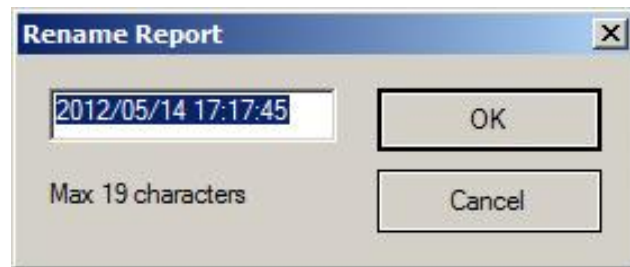 Rename Report
2012/05/14 17:17:45
OK
Max 19 characters
Cancel